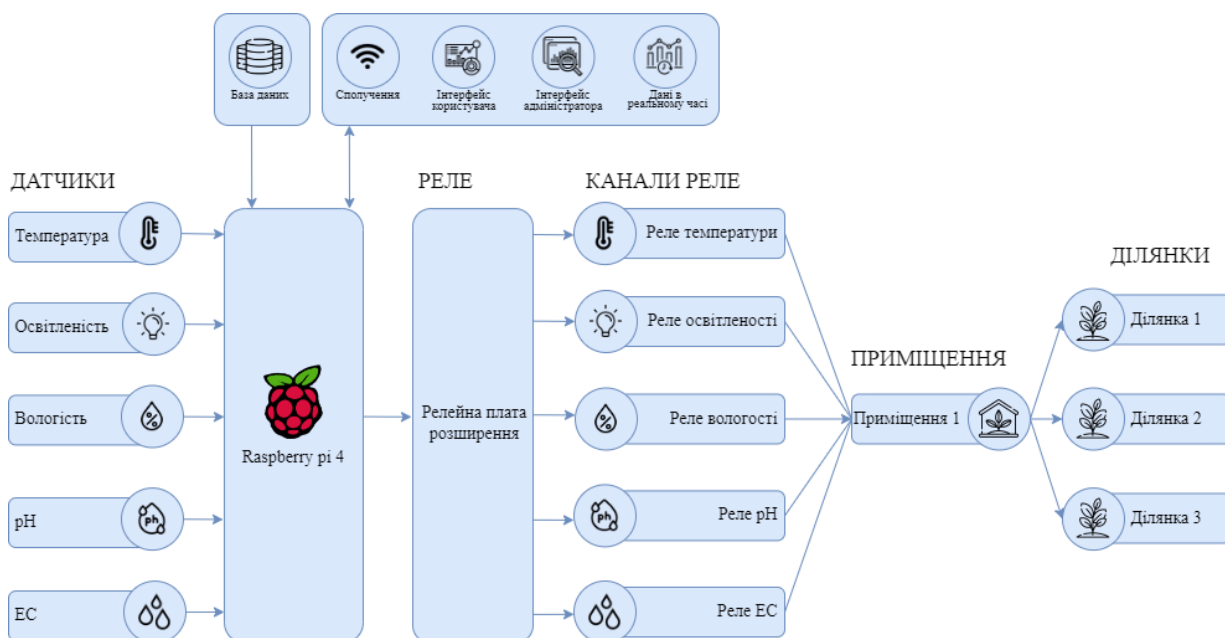 База даних
Сполучення
Інтерфейс
користувача
Інтерфейс
адміністратора
Дані в
реальному часі
ДАТЧИКИ
РЕЛЕ
КАНАЛИ РЕЛЕ
Температура
Реле температури
ДІЛЯНКИ
Освітленість
Реле освітленості
Ділянка 1
ПРИМІЩЕННЯ
Вологість
Raspberry pi 4
Релейна плата
розширення
Реле вологості
Приміщення 1
Ділянка 2
pH
ph
ph
Реле pH
Ділянка 3
EC
Реле EC